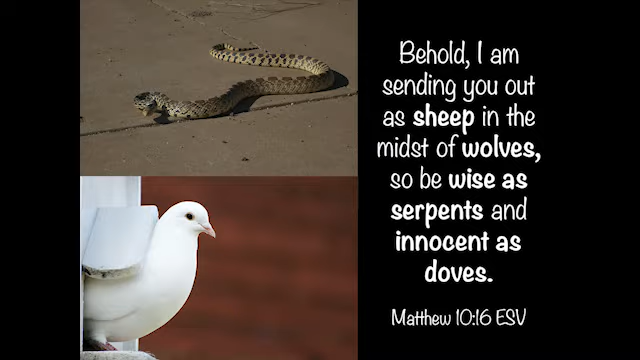 Behold, I am
sending you out
as sheep in the
midst of wolves,
so be wise as
serpents and
innocent as
doves.
Matthew 10:16 ESV